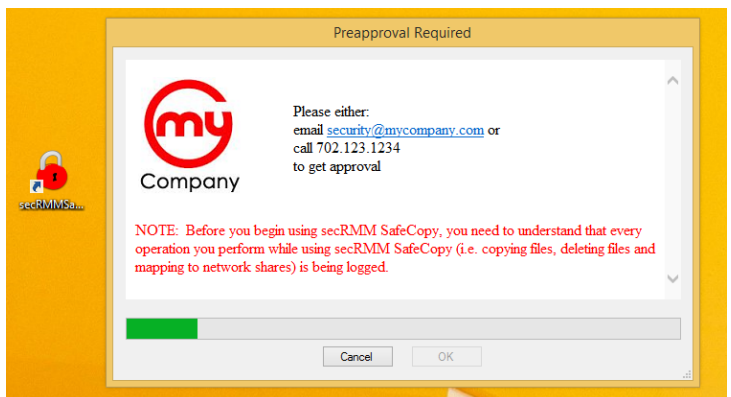 Preapproval Required
my
Company
Please either:
email security@mycompany.com or
call 702.123.1234
to get approval
secRMMSa...
NOTE:  Before you begin using secRMM SafeCopy, you need to understand that every
operation you perform while using secRMM SafeCopy (i.e. copying files, deleting files and
mapping to network shares) is being logged.
Cancel
OK